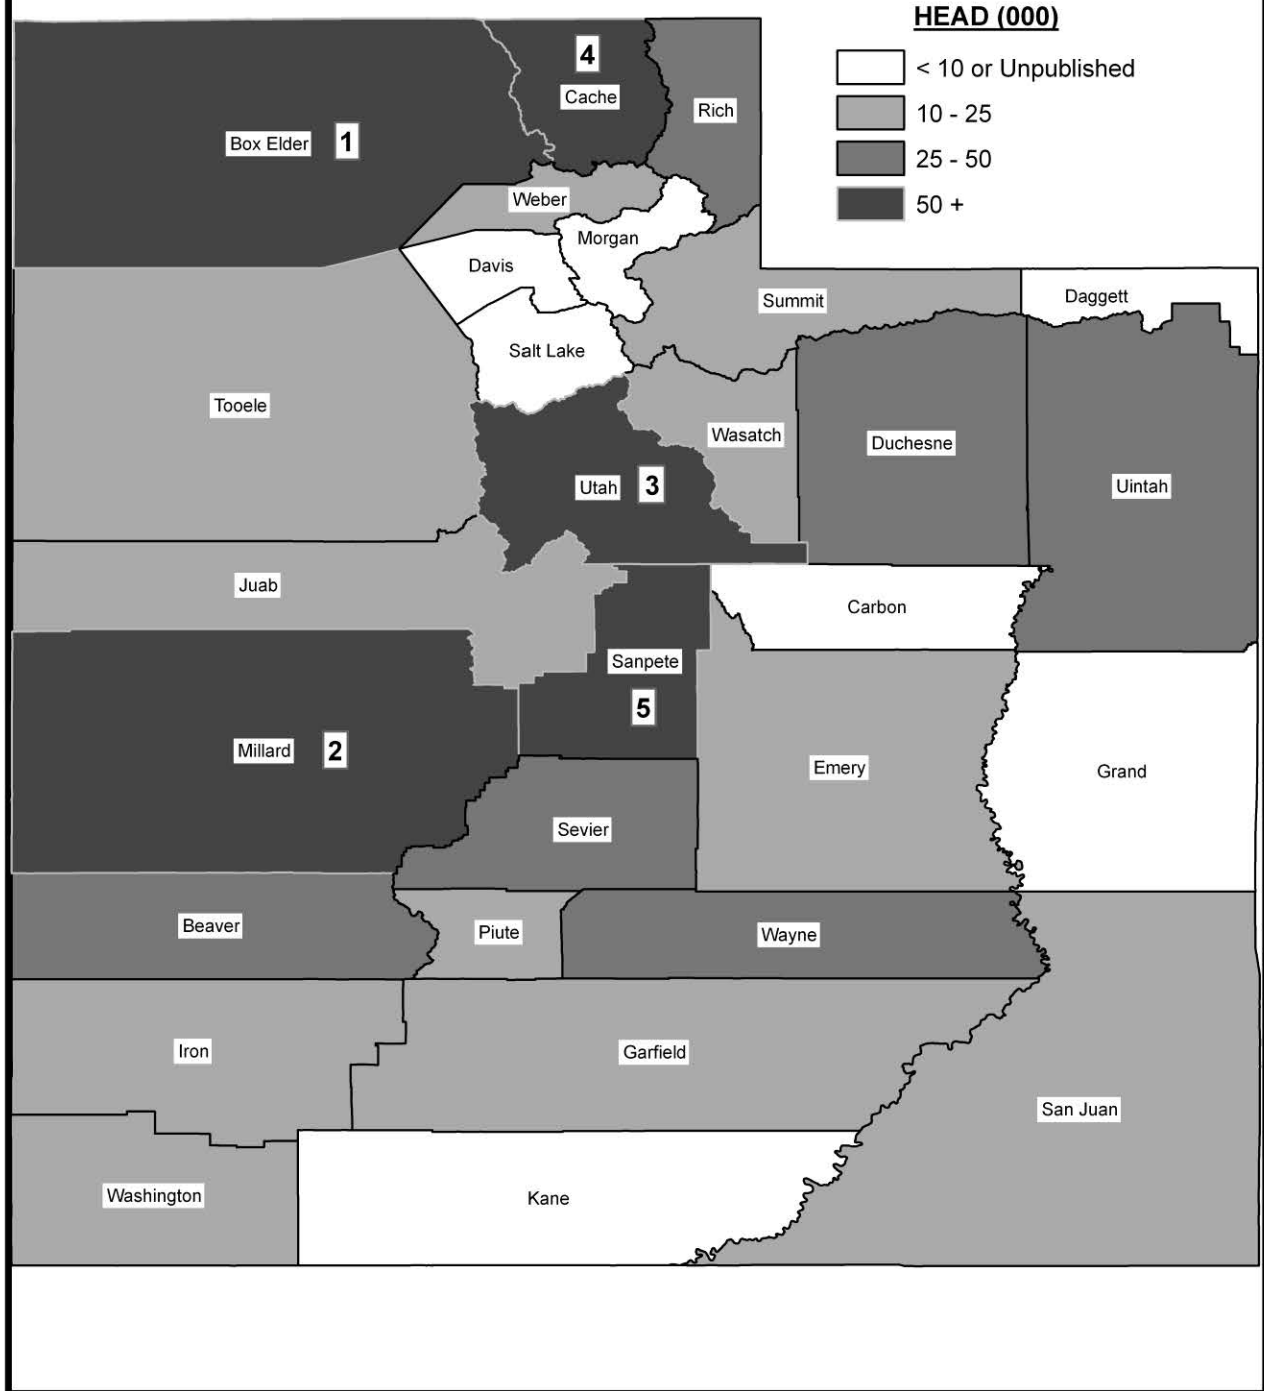 HEAD (000)
< 10 or Unpublished
10 - 25
25 - 50
50 +
4
Cache
Rich
Box Elder 1
Weber
Morgan
Davis
Summit
Daggett
Salt Lake
Tooele
Wasatch
Duchesne
Utah 3
Uintah
Juab
Carbon
Sanpete
5
Millard 2
Emery
Grand
Sevier
Beaver
Piute
Wayne
Iron
Garfield
San Juan
Washington
Kane